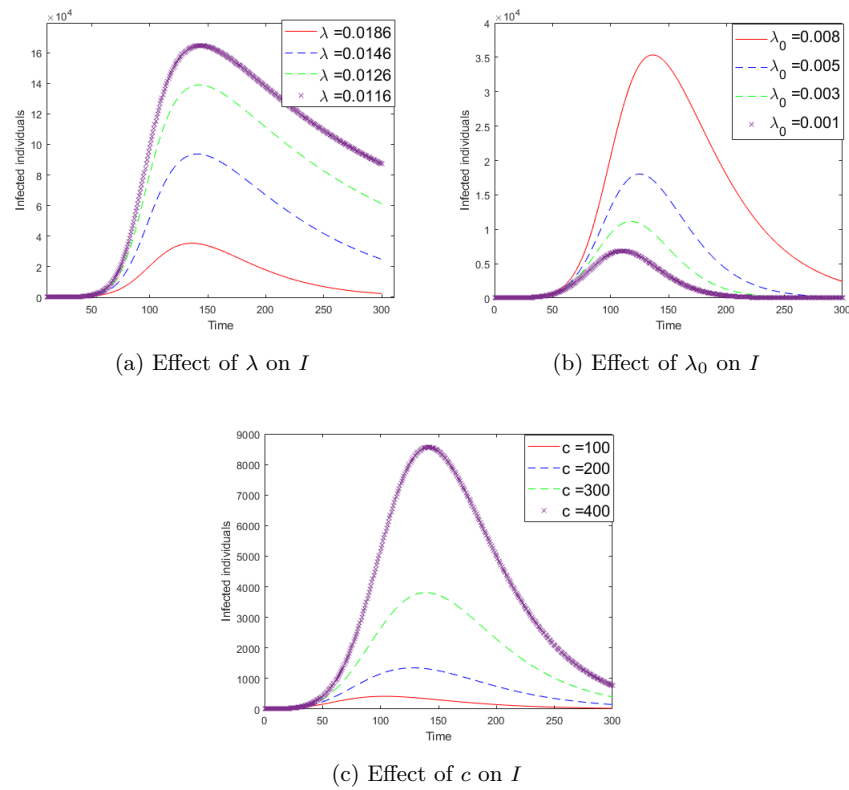 × 10⁴
16
14
12
10
8
6
4
2
0
Infected individuals
50
100
150
200
250
300
Time
λ =0.0186
λ =0.0146
λ =0.0126
λ =0.0116
(a) Effect of λ on I
× 10⁴
4
3.5
3
2.5
2
1.5
1
0.5
0
Infected individuals
0
50
100
150
200
250
300
Time
λ₀ =0.008
λ₀ =0.005
λ₀ =0.003
λ₀ =0.001
(b) Effect of λ₀ on I
9000
8000
7000
6000
5000
4000
3000
2000
1000
0
Infected individuals
0
50
100
150
200
250
300
Time
c =100
c =200
c =300
c =400
(c) Effect of c on I